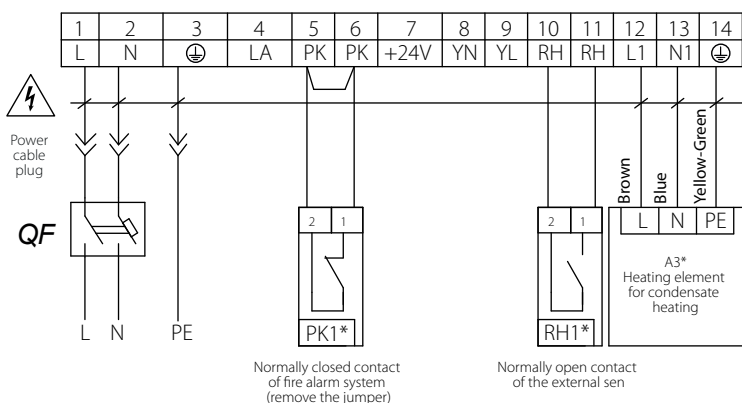 1 2 3 4 5 6 7 8 9 10 11 12 13 14
L N LA PK PK +24V YN YL RH RH L1 N1
Power
cable
plug
Brown
Blue
Yellow-Green
QF
2 1
2 1
L N PE
A3*
Heating element
for condensate
heating
L N PE
PK1*
RH1*
Normally closed contact
of fire alarm system
(remove the jumper)
Normally open contact
of the external sen